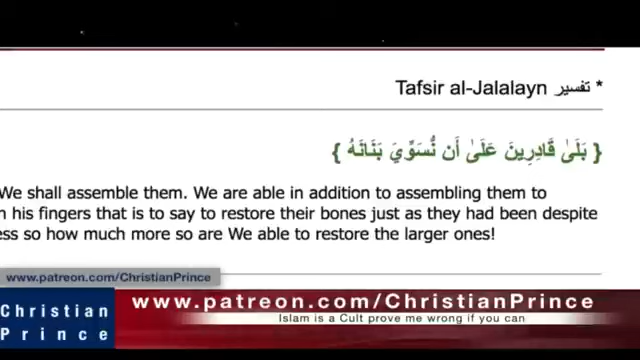 Tafsir al-Jalalayn تفسير *
{ بَلَىٰ قَادِرِينَ عَلَىٰ أَن نُّسَوِّيَ بَنَانَهُ }
We shall assemble them. We are able in addition to assembling them to
his fingers that is to say to restore their bones just as they had been despite
so how much more so are We able to restore the larger ones!
www.patreon.com/ChristianPrince
Christian
Prince
www.patreon.com/ChristianPrince
Islam is a Cult prove me wrong if you can